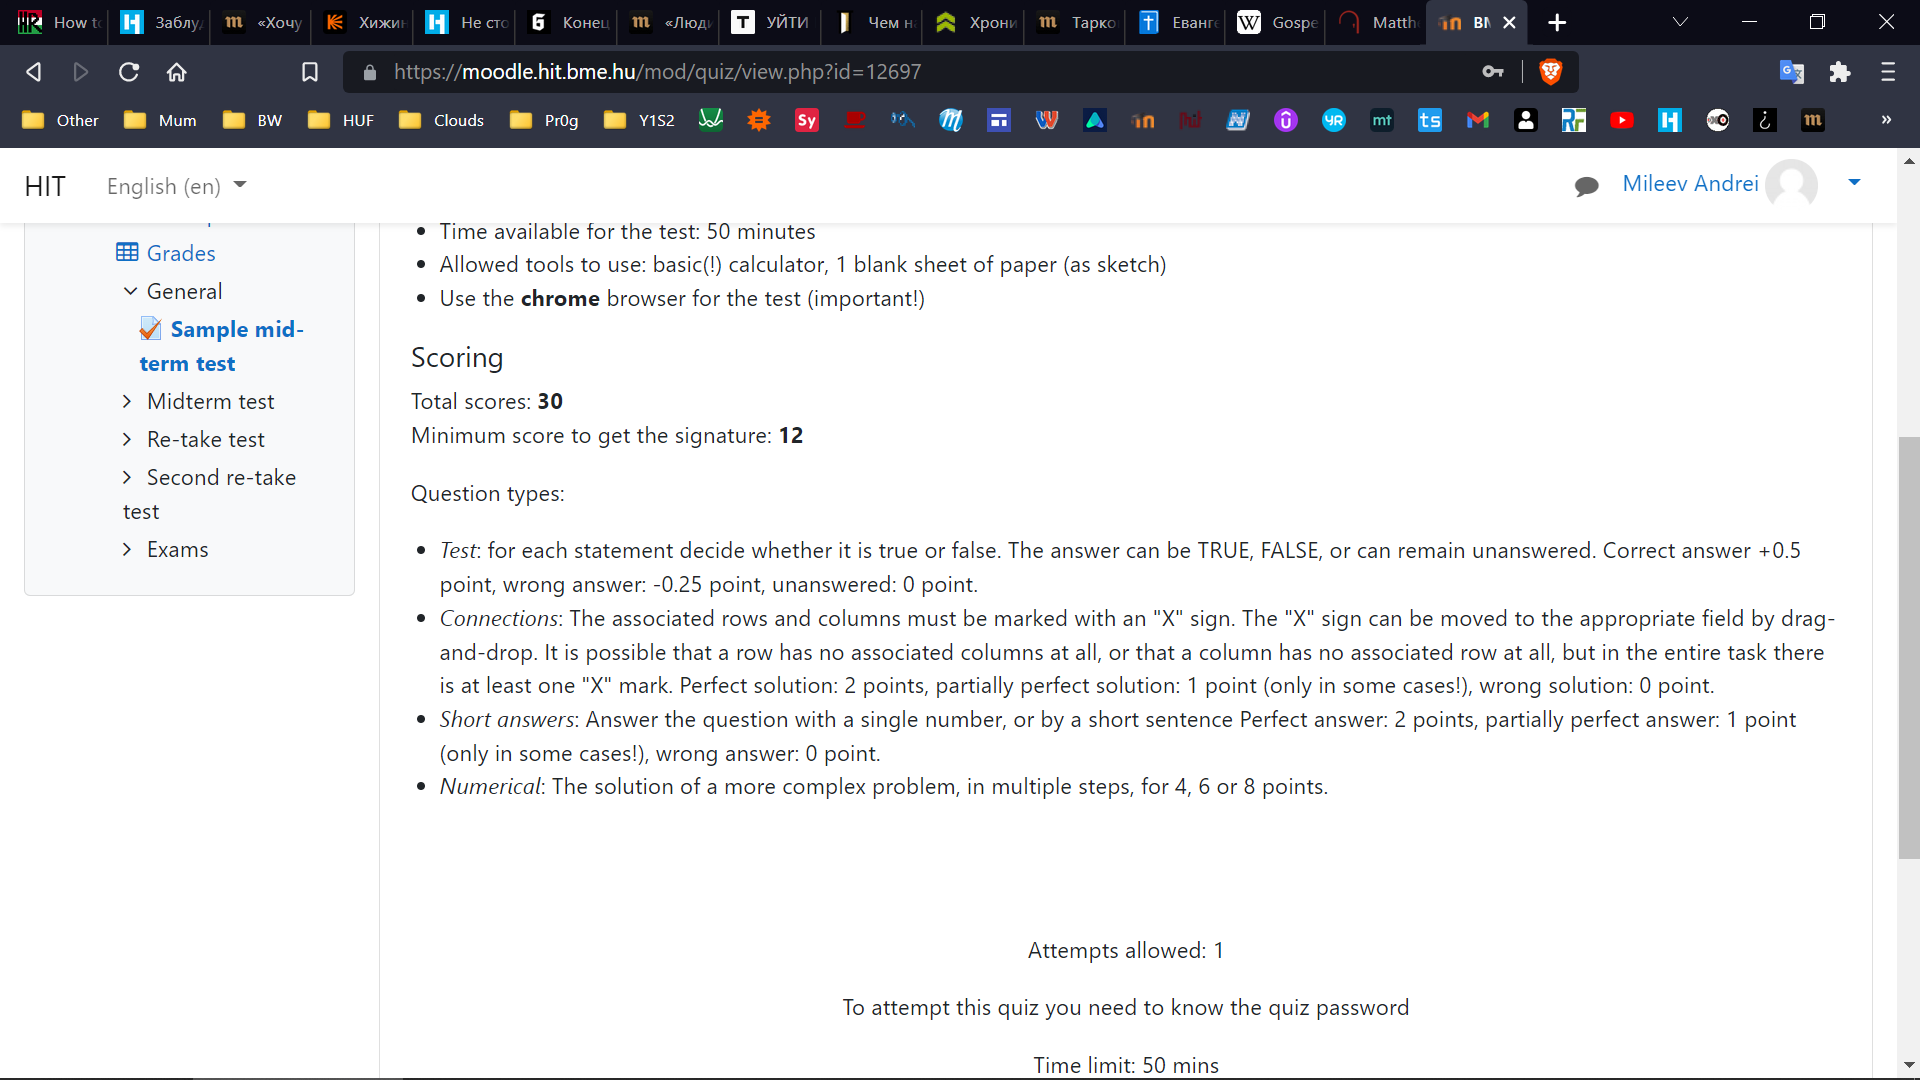 How to
Заблу
«Хочу
Хижин
Не сто
Конец
«Люди
УЙТИ
Чем н
Хрони
Тарко
Еванге
Gospe
Matth
https://moodle.hit.bme.hu/mod/quiz/view.php?id=12697
Other Mum BW HUF Clouds Pr0g Y1S2
HIT English (en) Mileev Andrei
Grades
General
Sample mid-
term test
Midterm test
Re-take test
Second re-take
test
Exams
• Time available for the test: 50 minutes
• Allowed tools to use: basic(!) calculator, 1 blank sheet of paper (as sketch)
• Use the chrome browser for the test (important!)
Scoring
Total scores: 30
Minimum score to get the signature: 12
Question types:
• Test: for each statement decide whether it is true or false. The answer can be TRUE, FALSE, or can remain unanswered. Correct answer +0.5
point, wrong answer: -0.25 point, unanswered: 0 point.
• Connections: The associated rows and columns must be marked with an "X" sign. The "X" sign can be moved to the appropriate field by drag-
and-drop. It is possible that a row has no associated columns at all, or that a column has no associated row at all, but in the entire task there
is at least one "X" mark. Perfect solution: 2 points, partially perfect solution: 1 point (only in some cases!), wrong solution: 0 point.
• Short answers: Answer the question with a single number, or by a short sentence Perfect answer: 2 points, partially perfect answer: 1 point
(only in some cases!), wrong answer: 0 point.
• Numerical: The solution of a more complex problem, in multiple steps, for 4, 6 or 8 points.
Attempts allowed: 1
To attempt this quiz you need to know the quiz password
Time limit: 50 mins